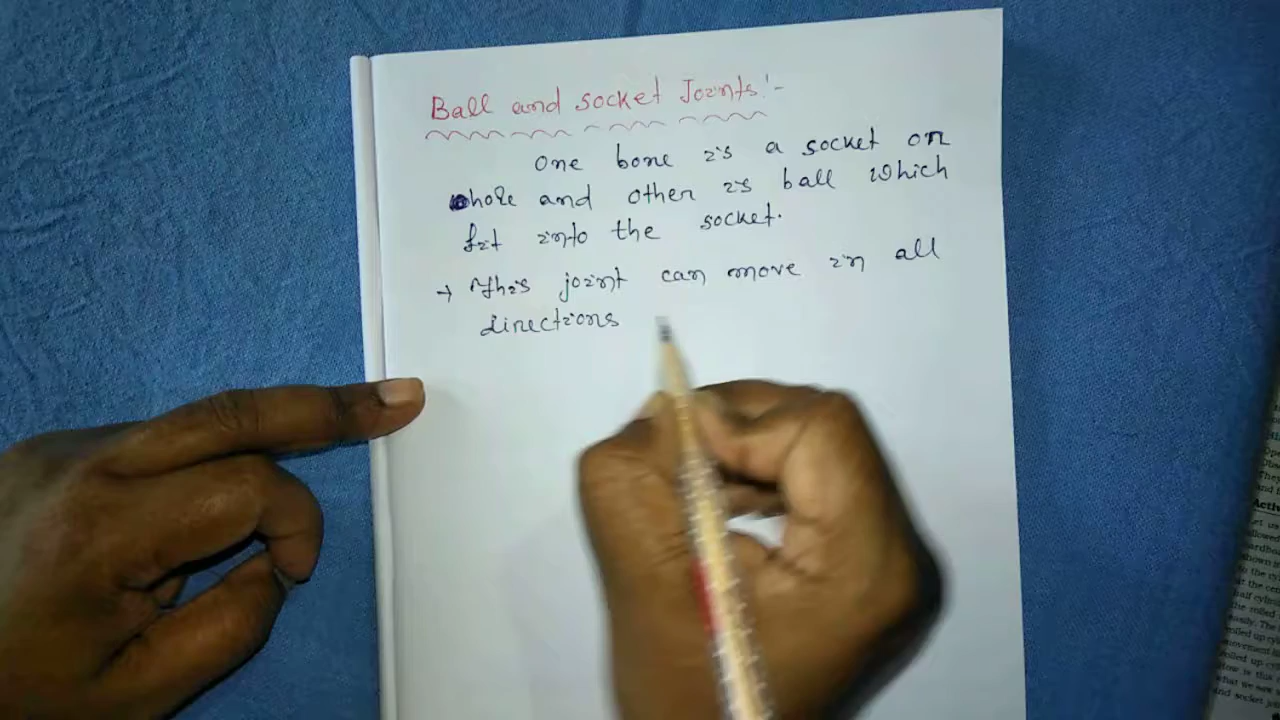 Ball and socket Joints:-
One bone is a socket or
hole and other is ball which
fit into the socket.
→ This joint can move in all
directions